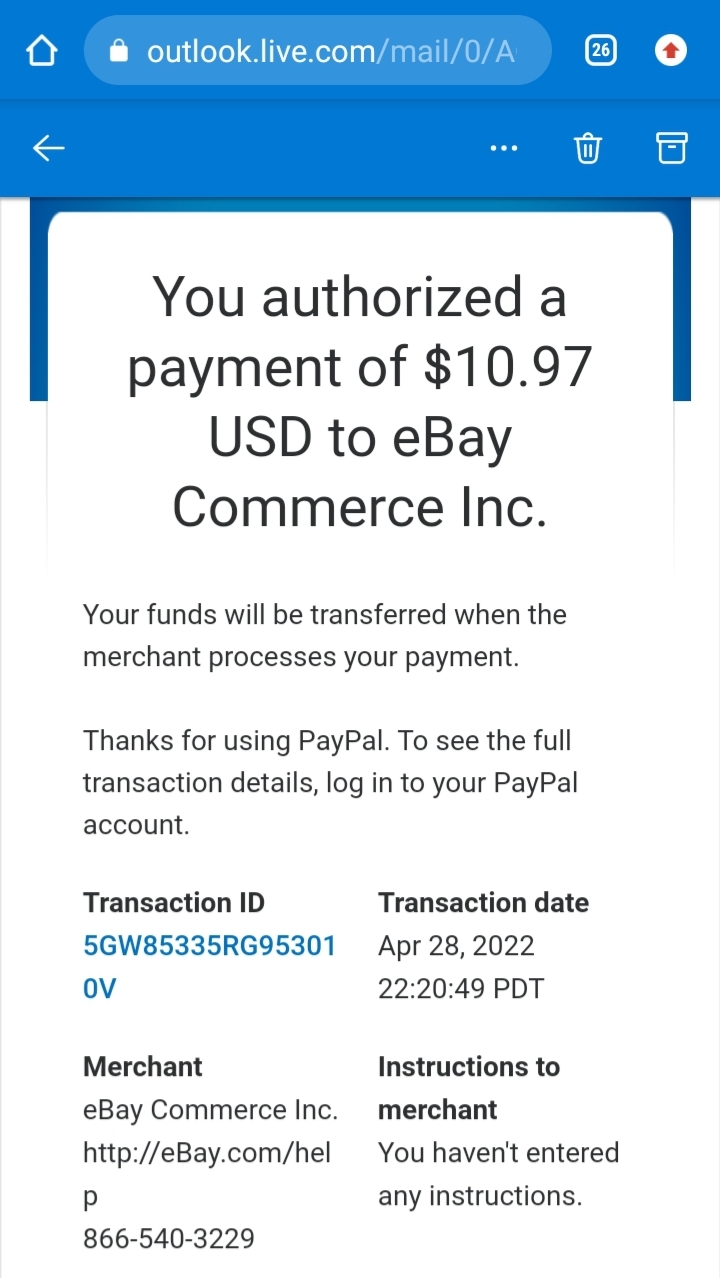 outlook.live.com/mail/0/A
26
You authorized a
payment of $10.97
USD to eBay
Commerce Inc.
Your funds will be transferred when the
merchant processes your payment.
Thanks for using PayPal. To see the full
transaction details, log in to your PayPal
account.
Transaction ID
5GW85335RG95301
0V
Transaction date
Apr 28, 2022
22:20:49 PDT
Merchant
eBay Commerce Inc.
http://eBay.com/hel
p
866-540-3229
Instructions to
merchant
You haven't entered
any instructions.